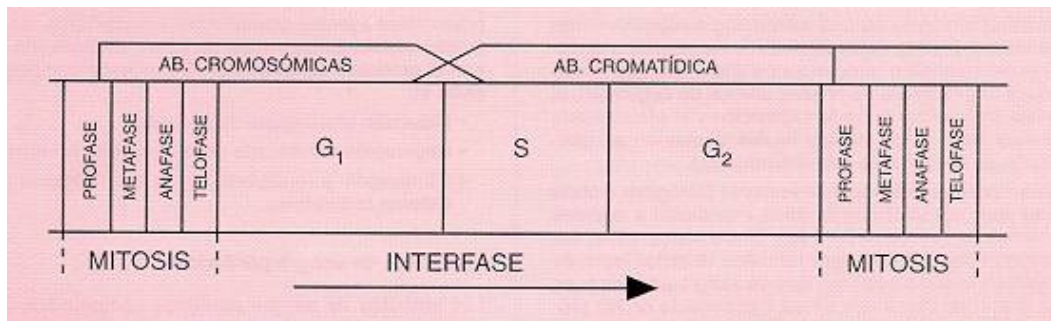 AB. CROMOSÓMICAS
AB. CROMATÍDICA
PROFASE
METAFASE
ANAFASE
TELOFASE
G₁
S
G₂
PROFASE
METAFASE
ANAFASE
TELOFASE
MITOSIS
INTERFASE
MITOSIS